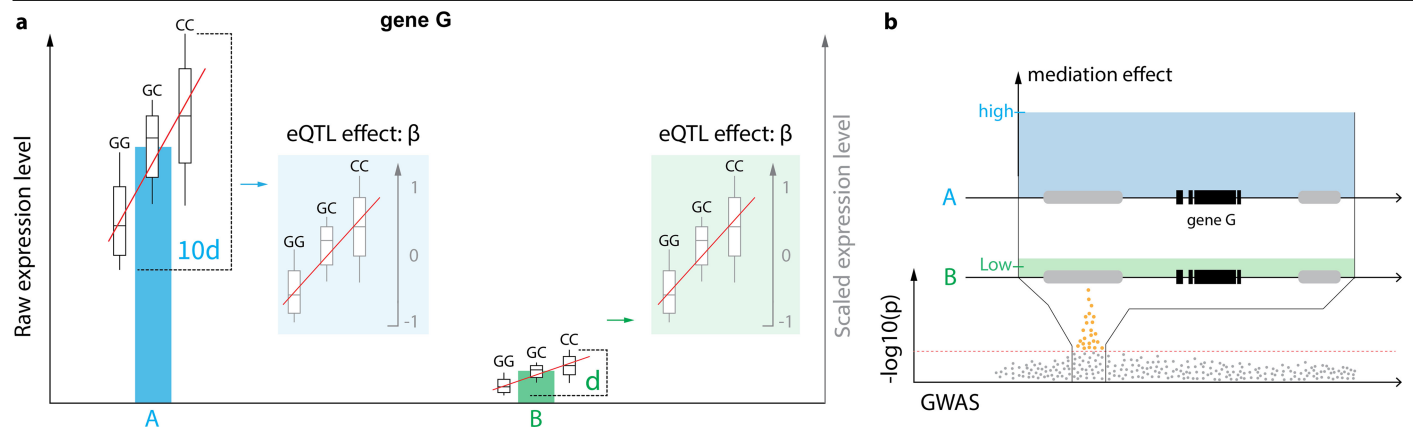 a
gene G
Raw expression level
GG
GC
CC
10d
A
eQTL effect: β
GG
GC
CC
1
0
-1
GG
GC
CC
d
B
eQTL effect: β
GG
GC
CC
1
0
-1
Scaled expression level
b
mediation effect
high
A
gene G
Low
B
-log10(p)
GWAS